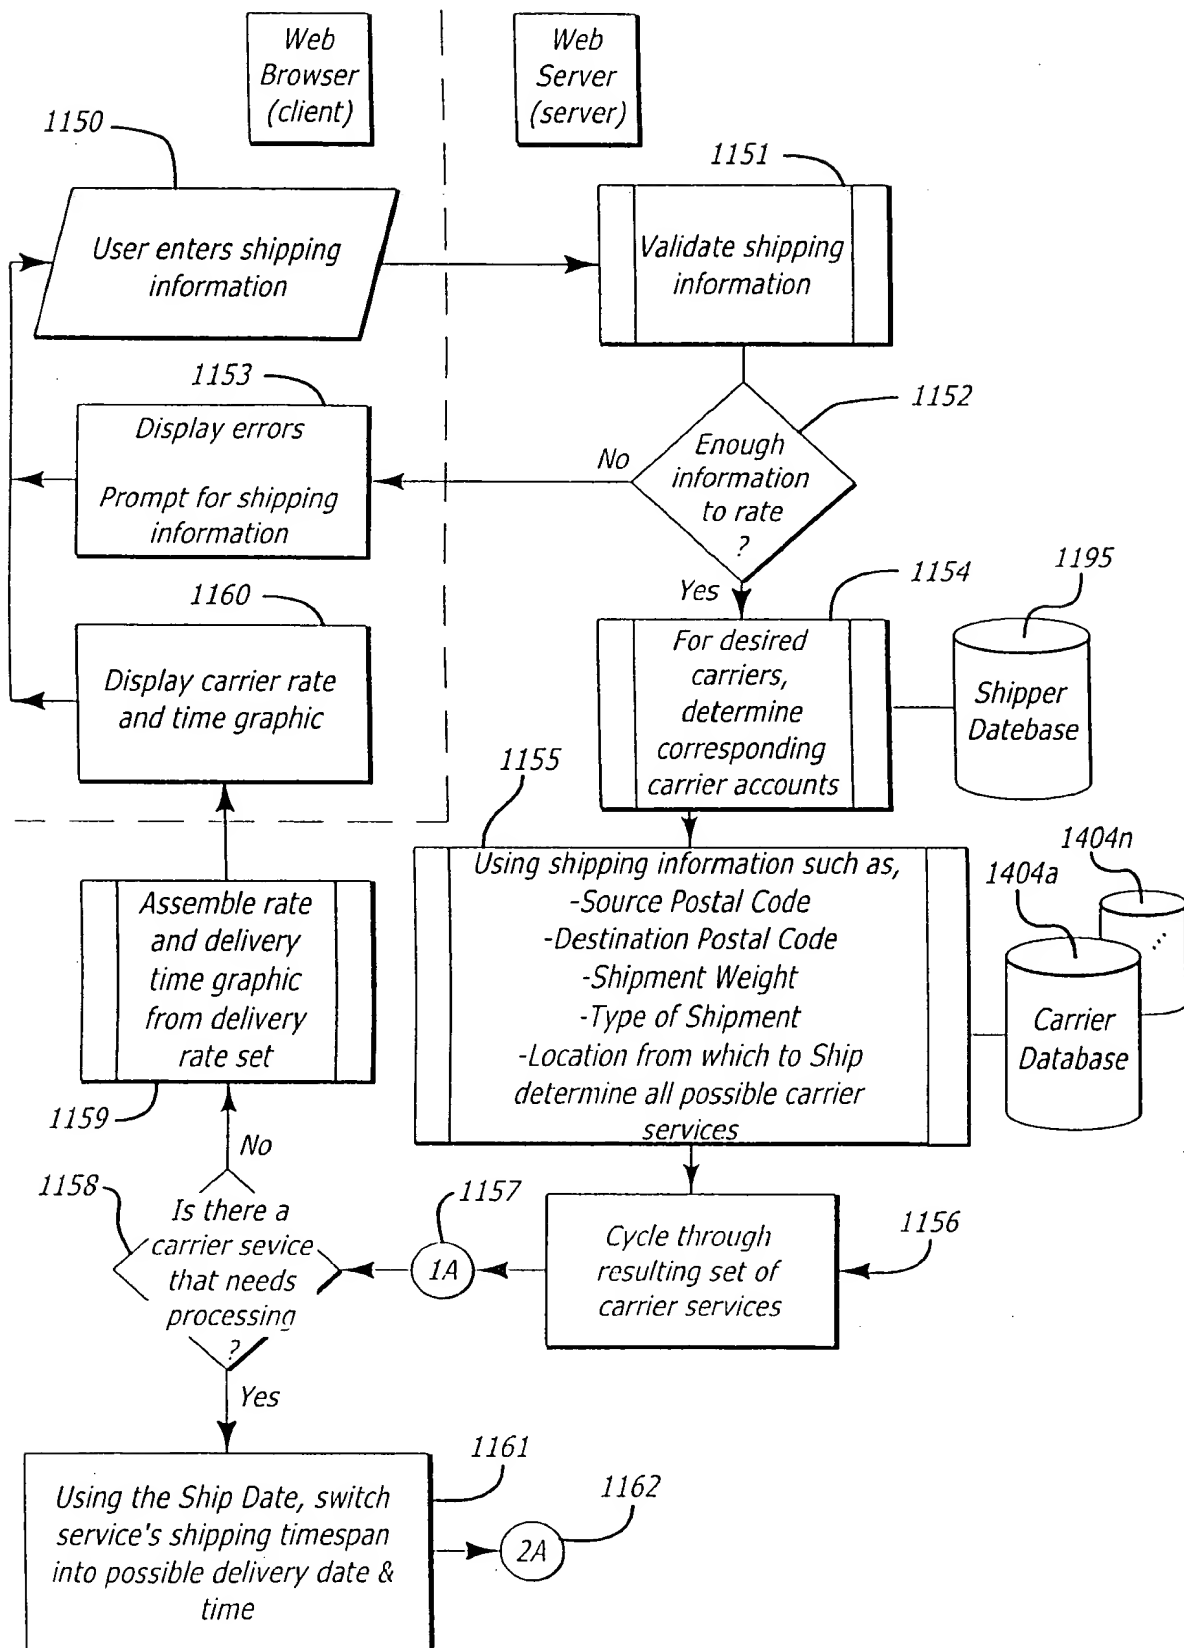 Web
Browser
(client)
Web
Server
(server)
1150
1151
User enters shipping
information
Validate shipping
information
1153
Display errors
Prompt for shipping
information
No
Enough
information
to rate
?
1152
Yes
1160
Display carrier rate
and time graphic
1154
For desired
carriers,
determine
corresponding
carrier accounts
1195
Shipper
Datebase
1155
Using shipping information such as,
-Source Postal Code
-Destination Postal Code
-Shipment Weight
-Type of Shipment
-Location from which to Ship
determine all possible carrier
services
1404n
1404a
Carrier
Database
Assemble rate
and delivery
time graphic
from delivery
rate set
1159
No
1158
Is there a
carrier sevice
that needs
processing
?
1157
1A
Cycle through
resulting set of
carrier services
1156
Yes
1161
Using the Ship Date, switch
service's shipping timespan
into possible delivery date &
time
1162
2A